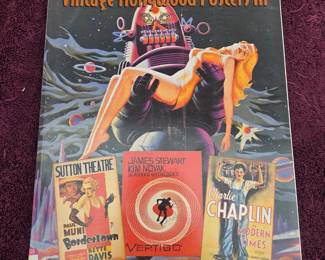 Vintage Hollywood Posters III
SUTTON THEATRE
PAUL
MUNI
Bordertown
BETTE
DAVIS
JAMES STEWART
KIM NOVAK
VERTIGO
Charlie
CHAPLIN
MODERN
TIMES